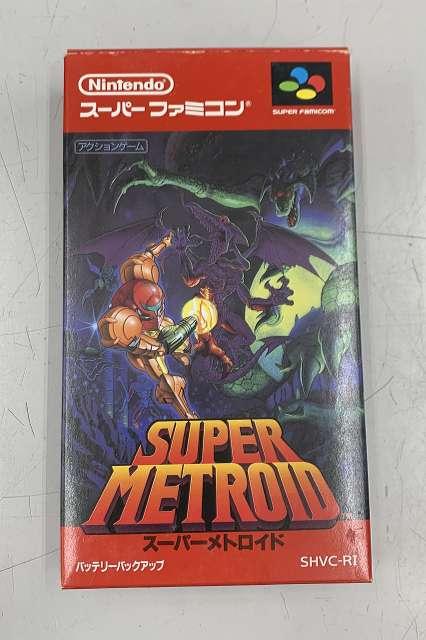 Nintendo®
スーパーファミコン®
SUPER FAMICOM
アクションゲーム
SUPER
METROID
スーパーメトロイド
バッテリーバックアップ
SHVC-RI